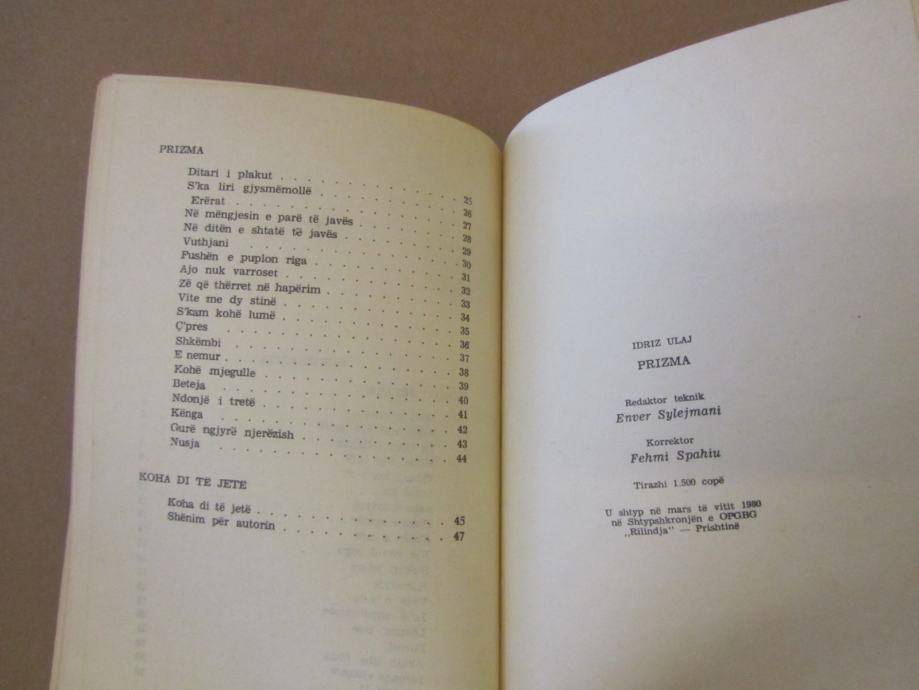 PRIZMA
Ditari i plakut . . . . . . . . . . . . 25
S'ka liri gjysmëmollë . . . . . . . . . . 26
Erërat . . . . . . . . . . . . . . 27
Në mëngjesin e parë të javës . . . . . . . 28
Në ditën e shtatë të javës . . . . . . . . 29
Vuthjani . . . . . . . . . . . . . . 30
Fushën e puplon riga . . . . . . . . . . 31
Ajo nuk varroset . . . . . . . . . . . . 32
Zë që thërret në hapërim . . . . . . . . . 33
Vite me dy stinë . . . . . . . . . . . . 34
S'kam kohë lumë . . . . . . . . . . . . 35
Ç'pres . . . . . . . . . . . . . . . 36
Shkëmbi . . . . . . . . . . . . . . 37
E nemur . . . . . . . . . . . . . . 38
Kohë mjegulle . . . . . . . . . . . . . 39
Beteja . . . . . . . . . . . . . . . 40
Ndonjë i tretë . . . . . . . . . . . . . 41
Kënga . . . . . . . . . . . . . . . 42
Gurë ngjyrë njerëzish . . . . . . . . . . 43
Nusja . . . . . . . . . . . . . . . 44
KOHA DI TË JETË
Koha di të jetë . . . . . . . . . . . . 45
Shënim për autorin . . . . . . . . . . . 47
IDRIZ ULAJ
PRIZMA
Redaktor teknik
Enver Sylejmani
Korrektor
Fehmi Spahiu
Tirazhi 1.500 copë
U shtyp në mars të vitit 1980
në Shtypshkronjën e OPGBG
„Rilindja" — Prishtinë